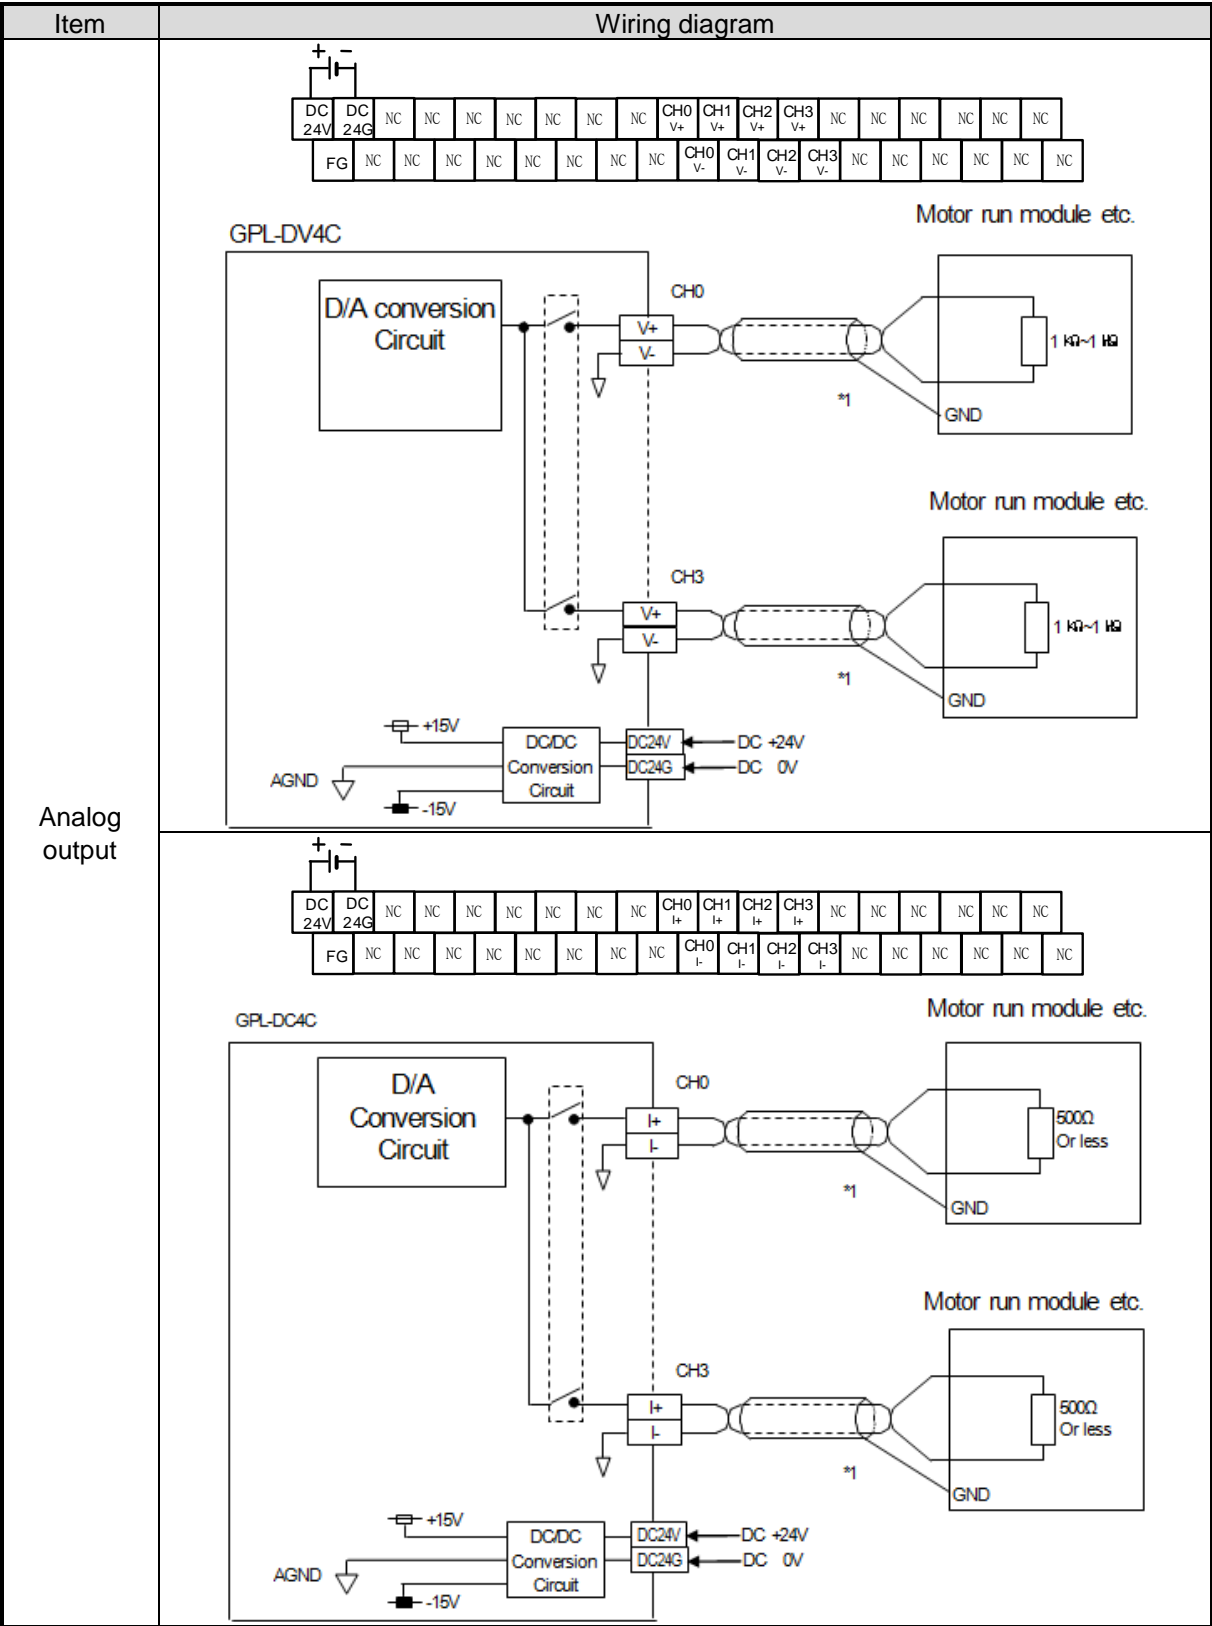 Item Wiring diagram
Analog
output
+ -
DC DC NC NC NC NC NC NC NC CH0 CH1 CH2 CH3 NC NC NC NC NC NC
24V 24G V+ V+ V+ V+
FG NC NC NC NC NC NC NC NC CH0 CH1 CH2 CH3 NC NC NC NC NC NC
V- V- V- V-
Motor run module etc.
GPL-DV4C
D/A conversion
Circuit
CH0
V+
V-
1 kΩ~1
*1
GND
Motor run module etc.
CH3
V+
V-
1 kΩ~1
*1
GND
+15V
DC/DC
Conversion
Circuit
DC24V
DC24G
DC +24V
DC 0V
AGND
-15V
+ -
DC DC NC NC NC NC NC NC NC CH0 CH1 CH2 CH3 NC NC NC NC NC NC
24V 24G I+ I+ I+ I+
FG NC NC NC NC NC NC NC NC CH0 CH1 CH2 CH3 NC NC NC NC NC NC
I- I- I- I-
Motor run module etc.
GPL-DC4C
D/A
Conversion
Circuit
CH0
I+
I-
500Ω
Or less
*1
GND
Motor run module etc.
CH3
I+
I-
500Ω
Or less
*1
GND
+15V
DC/DC
Conversion
Circuit
DC24V
DC24G
DC +24V
DC 0V
AGND
-15V